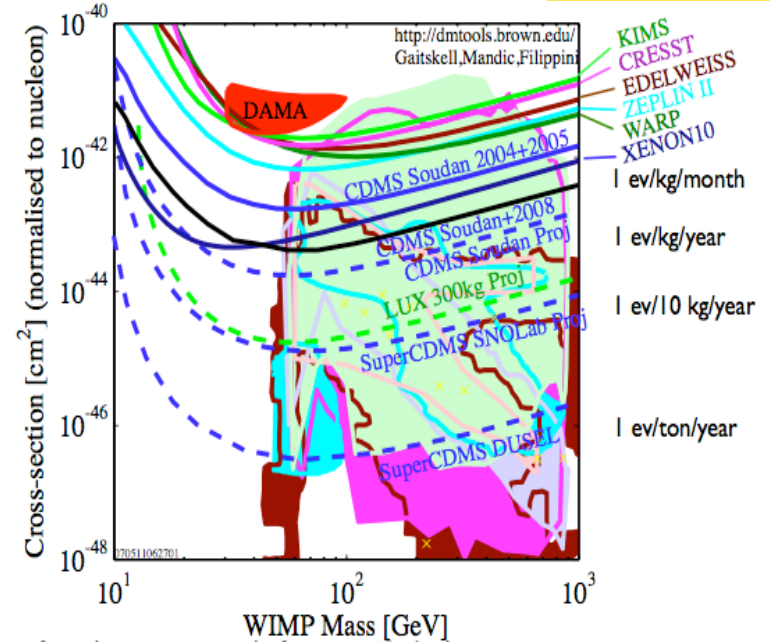 http://dmtools.brown.edu/
Gaitskell,Mandic,Filippini
KIMS
CRESST
EDELWEISS
ZEPLIN II
WARP
XENON10
DAMA
CDMS Soudan 2004+2005
CDMS Soudan+2008
CDMS Soudan Proj
LUX 300kg Proj
SuperCDMS SNOLab Proj
SuperCDMS DUSEL
1 ev/kg/month
1 ev/kg/year
1 ev/10 kg/year
1 ev/ton/year
Cross-section [cm²] (normalised to nucleon)
10⁻⁴⁰
10⁻⁴²
10⁻⁴⁴
10⁻⁴⁶
10⁻⁴⁸
070511062701
10¹
10²
10³
WIMP Mass [GeV]